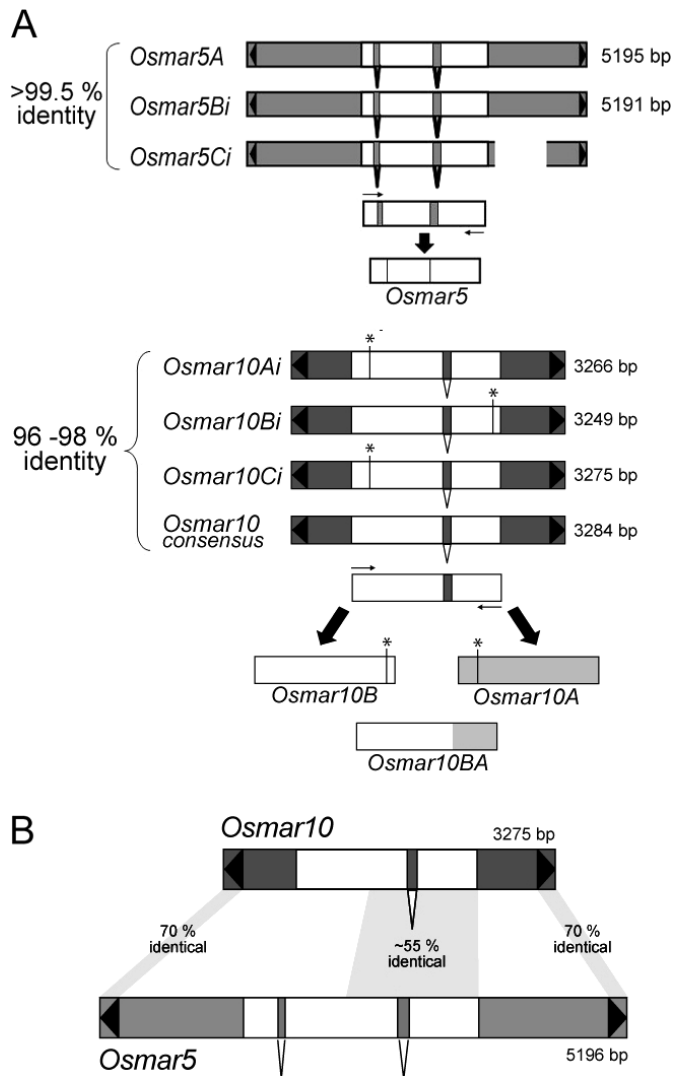 A
Osmar5A 5195 bp
>99.5 %
identity
Osmar5Bi 5191 bp
Osmar5Ci
Osmar5
*
Osmar10Ai 3266 bp
*
96 -98 %
identity
Osmar10Bi 3249 bp
*
Osmar10Ci 3275 bp
Osmar10
consensus
3284 bp
* *
Osmar10B Osmar10A
Osmar10BA
B
Osmar10 3275 bp
70 %
identical
~55 %
identical
70 %
identical
Osmar5 5196 bp